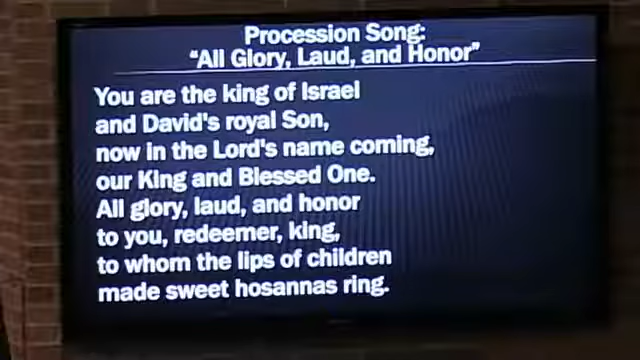 Procession Song:
“All Glory, Laud, and Honor”
You are the king of Israel
and David's royal Son,
now in the Lord's name coming,
our King and Blessed One.
All glory, laud, and honor
to you, redeemer, king,
to whom the lips of children
made sweet hosannas ring.